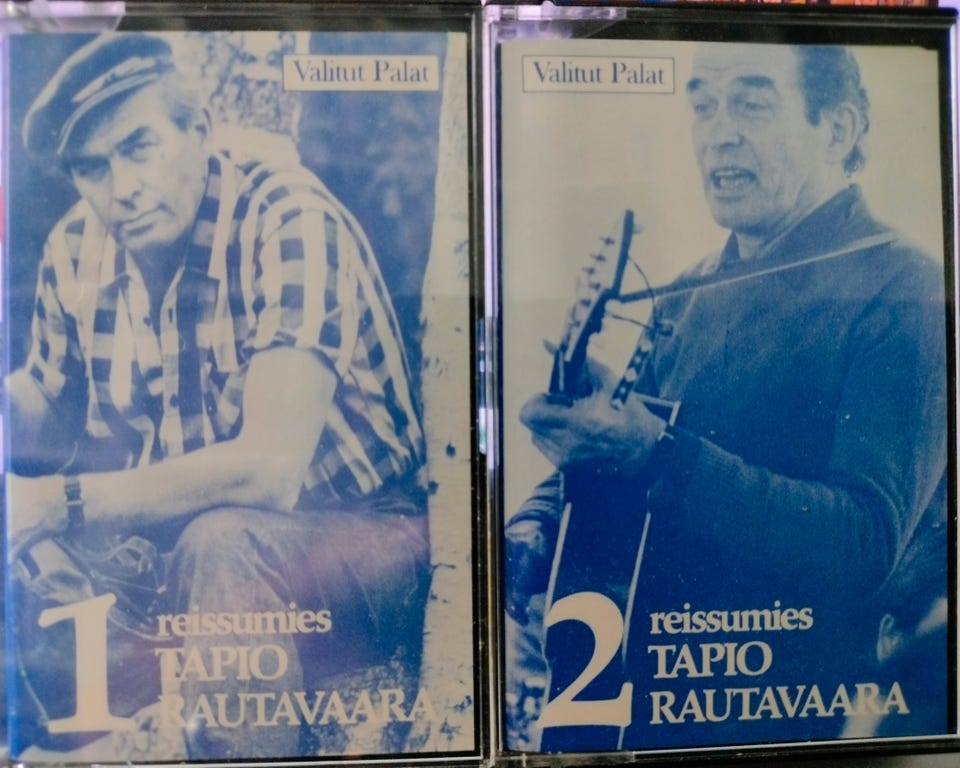 Valitut Palat
1
reissumies
TAPIO
RAUTAVAARA
Valitut Palat
2
reissumies
TAPIO
RAUTAVAARA